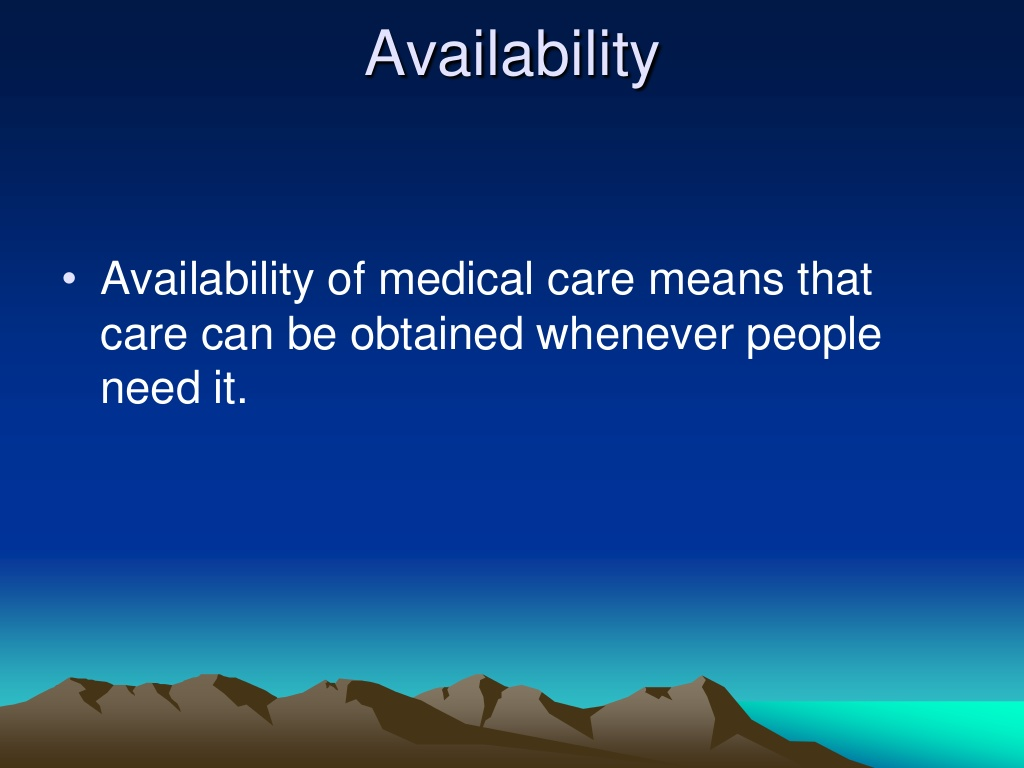 Availability
• Availability of medical care means that
care can be obtained whenever people
need it.